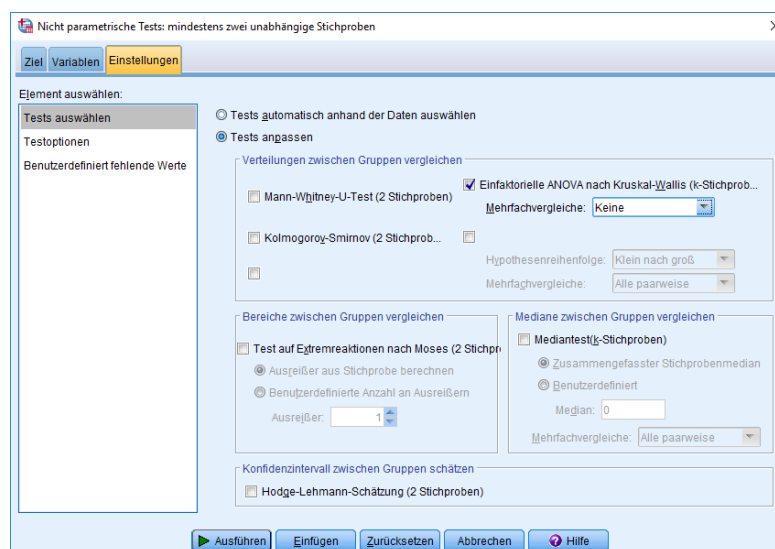 Nicht parametrische Tests: mindestens zwei unabhängige Stichproben
Ziel Variablen Einstellungen
Element auswählen:
Tests auswählen
Testoptionen
Benutzerdefiniert fehlende Werte
Tests automatisch anhand der Daten auswählen
Tests anpassen
Verteilungen zwischen Gruppen vergleichen
Mann-Whitney-U-Test (2 Stichproben)
Kolmogorov-Smirnov (2 Stichprob...
Einfaktorielle ANOVA nach Kruskal-Wallis (k-Stichprob...
Mehrfachvergleiche: Keine
Hypothesenreihenfolge: Klein nach groß
Mehrfachvergleiche: Alle paarweise
Bereiche zwischen Gruppen vergleichen
Test auf Extremreaktionen nach Moses (2 Stichpr
Ausreißer aus Stichprobe berechnen
Benutzerdefinierte Anzahl an Ausreißern
Ausreißer: 1
Mediane zwischen Gruppen vergleichen
Mediantest(k-Stichproben)
Zusammengefasster Stichprobenmedian
Benutzerdefiniert
Median: 0
Mehrfachvergleiche: Alle paarweise
Konfidenzintervall zwischen Gruppen schätzen
Hodge-Lehmann-Schätzung (2 Stichproben)
Ausführen Einfügen Zurücksetzen Abbrechen Hilfe